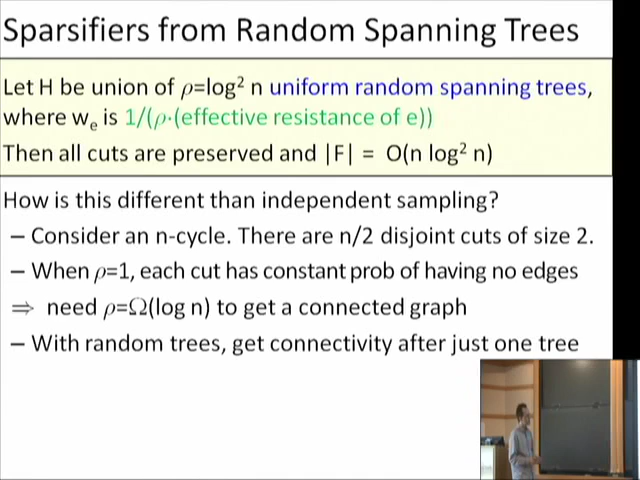 Sparsifiers from Random Spanning Trees
Let H be union of ρ=log² n uniform random spanning trees,
where wₑ is 1/(ρ·(effective resistance of e))
Then all cuts are preserved and |F| = O(n log² n)
How is this different than independent sampling?
– Consider an n-cycle. There are n/2 disjoint cuts of size 2.
– When ρ=1, each cut has constant prob of having no edges
⇒ need ρ=Ω(log n) to get a connected graph
– With random trees, get connectivity after just one tree